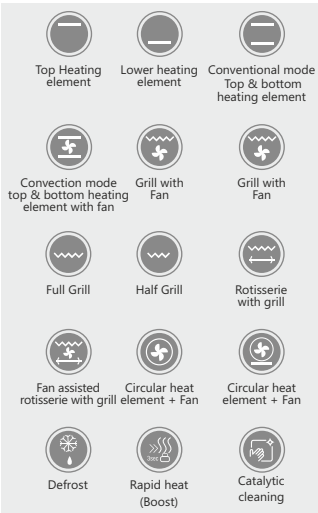 Top Heating
element
Lower heating
element
Conventional mode
Top & bottom
heating element
Convection mode
top & bottom heating
element with fan
Grill with
Fan
Grill with
Fan
Full Grill
Half Grill
Rotisserie
with grill
Fan assisted
rotisserie with grill
Circular heat
element + Fan
Circular heat
element + Fan
Defrost
3sec
Rapid heat
(Boost)
Catalytic
cleaning